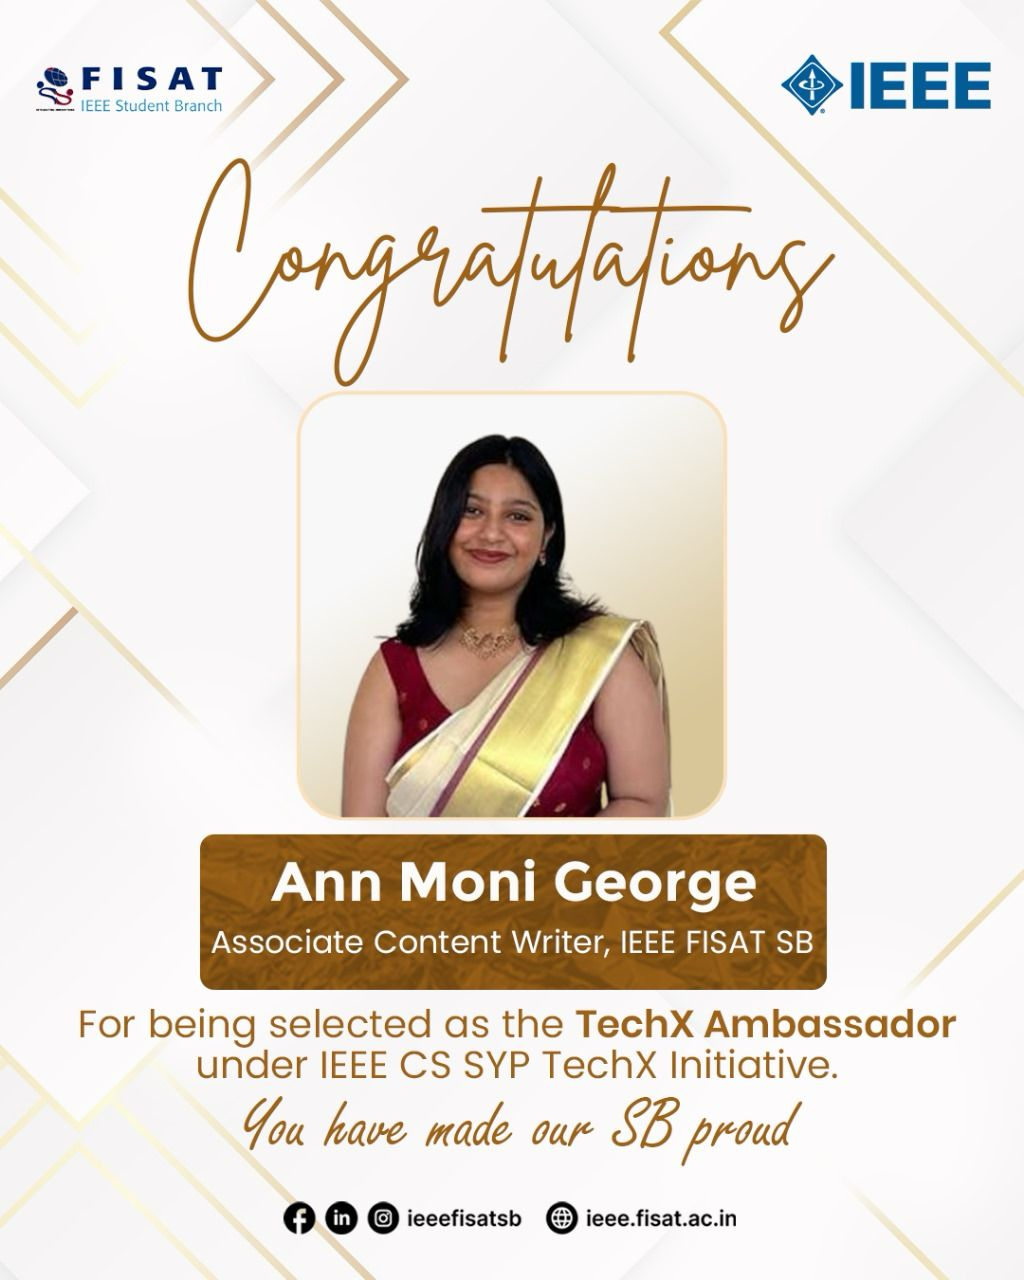 FISAT
IEEE Student Branch
IEEE
Congratulations
Ann Moni George
Associate Content Writer, IEEE FISAT SB
For being selected as the TechX Ambassador
under IEEE CS SYP TechX Initiative.
You have made our SB proud
ieeefisatsb ieee.fisat.ac.in